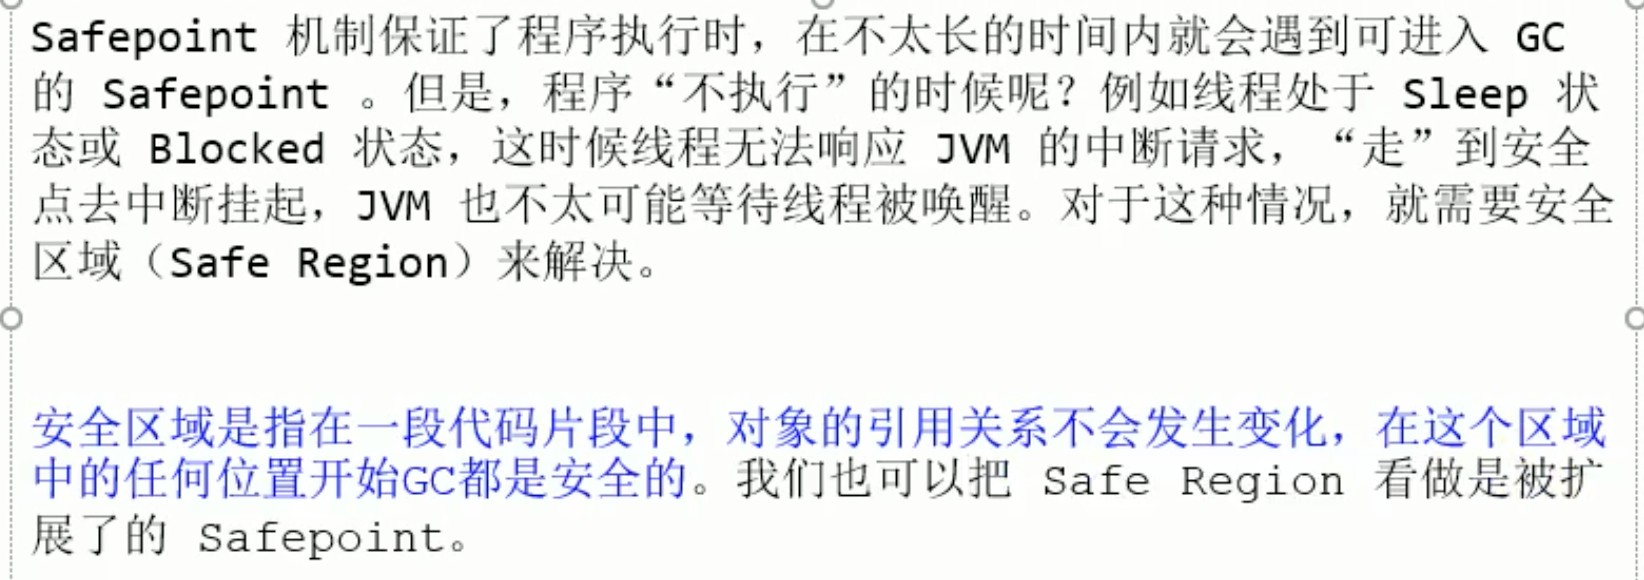 Safepoint 机制保证了程序执行时，在不太长的时间内就会遇到可进入 GC
的 Safepoint 。但是，程序“不执行”的时候呢？例如线程处于 Sleep 状
态或 Blocked 状态，这时候线程无法响应 JVM 的中断请求，“走”到安全
点去中断挂起，JVM 也不太可能等待线程被唤醒。对于这种情况，就需要安全
区域（Safe Region）来解决。
安全区域是指在一段代码片段中，对象的引用关系不会发生变化，在这个区域
中的任何位置开始GC都是安全的。我们也可以把 Safe Region 看做是被扩
展了的 Safepoint。